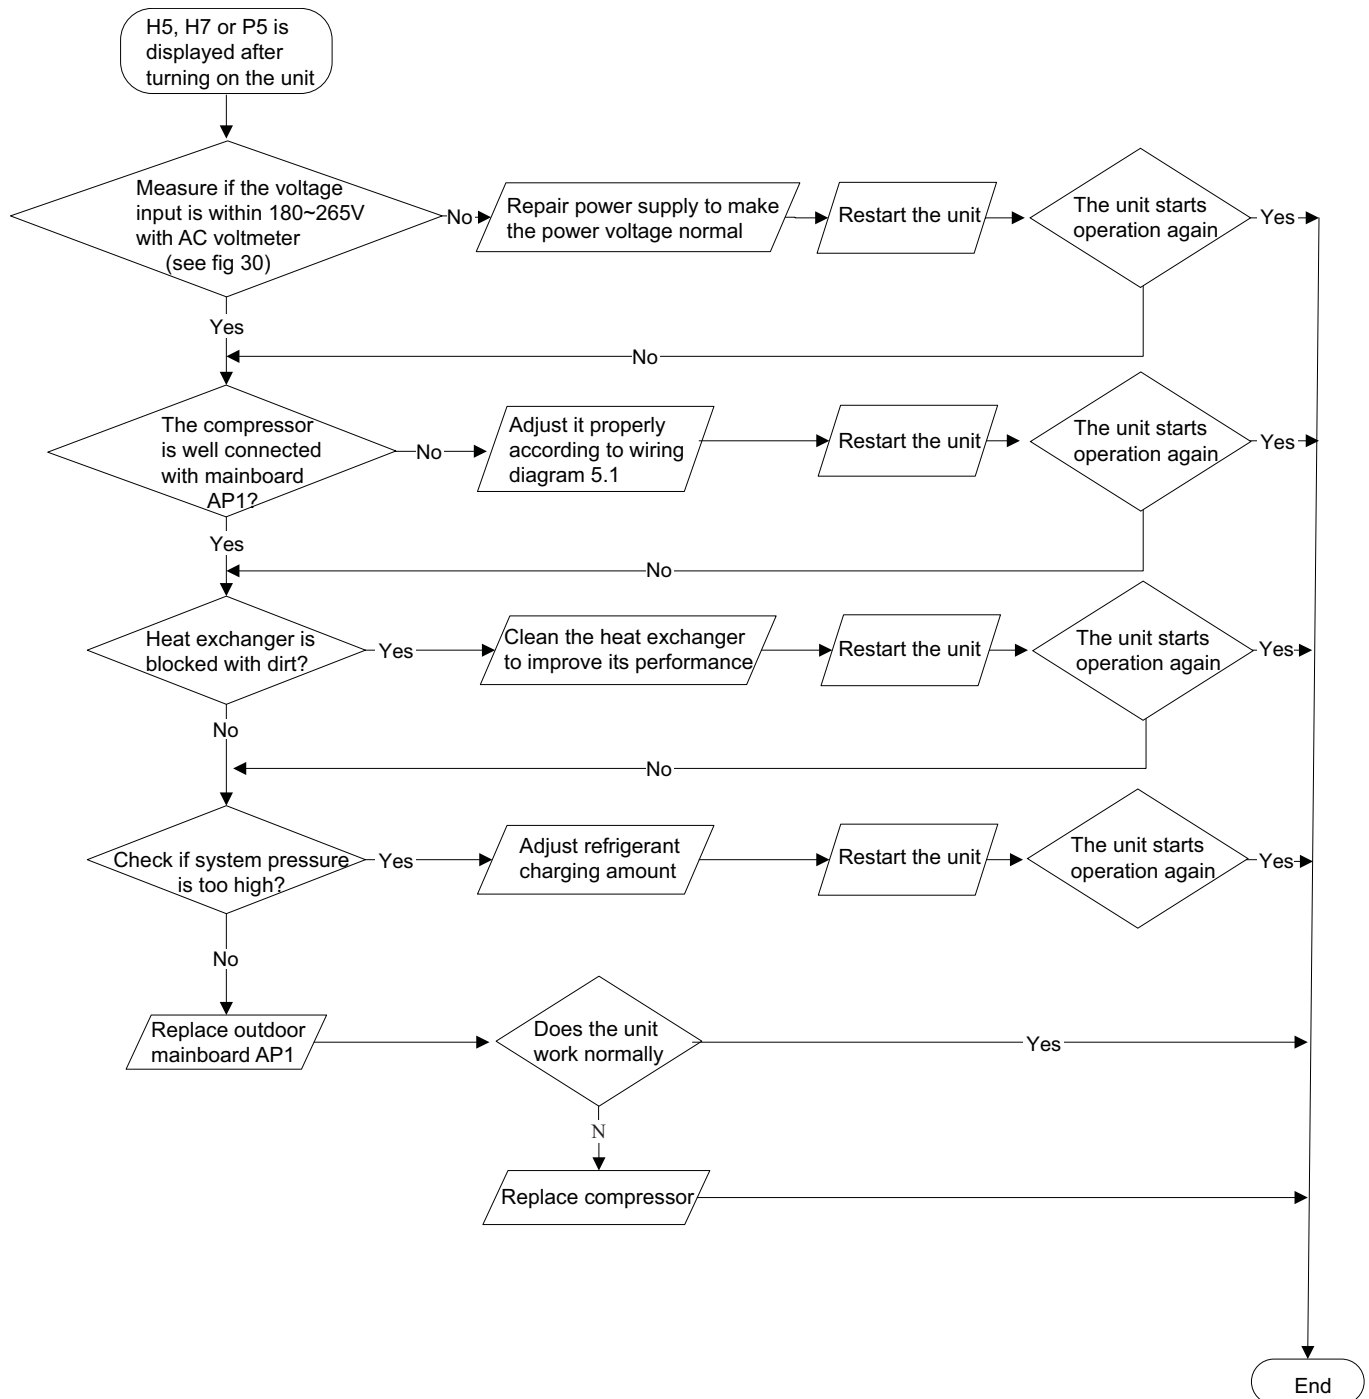 H5, H7 or P5 is
displayed after
turning on the unit
Measure if the voltage
input is within 180~265V
with AC voltmeter
(see fig 30)
No
Repair power supply to make
the power voltage normal
Restart the unit
The unit starts
operation again
Yes
Yes
No
The compressor
is well connected
with mainboard
AP1?
No
Adjust it properly
according to wiring
diagram 5.1
Restart the unit
The unit starts
operation again
Yes
Yes
No
Heat exchanger is
blocked with dirt?
Yes
Clean the heat exchanger
to improve its performance
Restart the unit
The unit starts
operation again
Yes
No
No
Check if system pressure
is too high?
Yes
Adjust refrigerant
charging amount
Restart the unit
The unit starts
operation again
Yes
No
Replace outdoor
mainboard AP1
Does the unit
work normally
Yes
N
Replace compressor
End